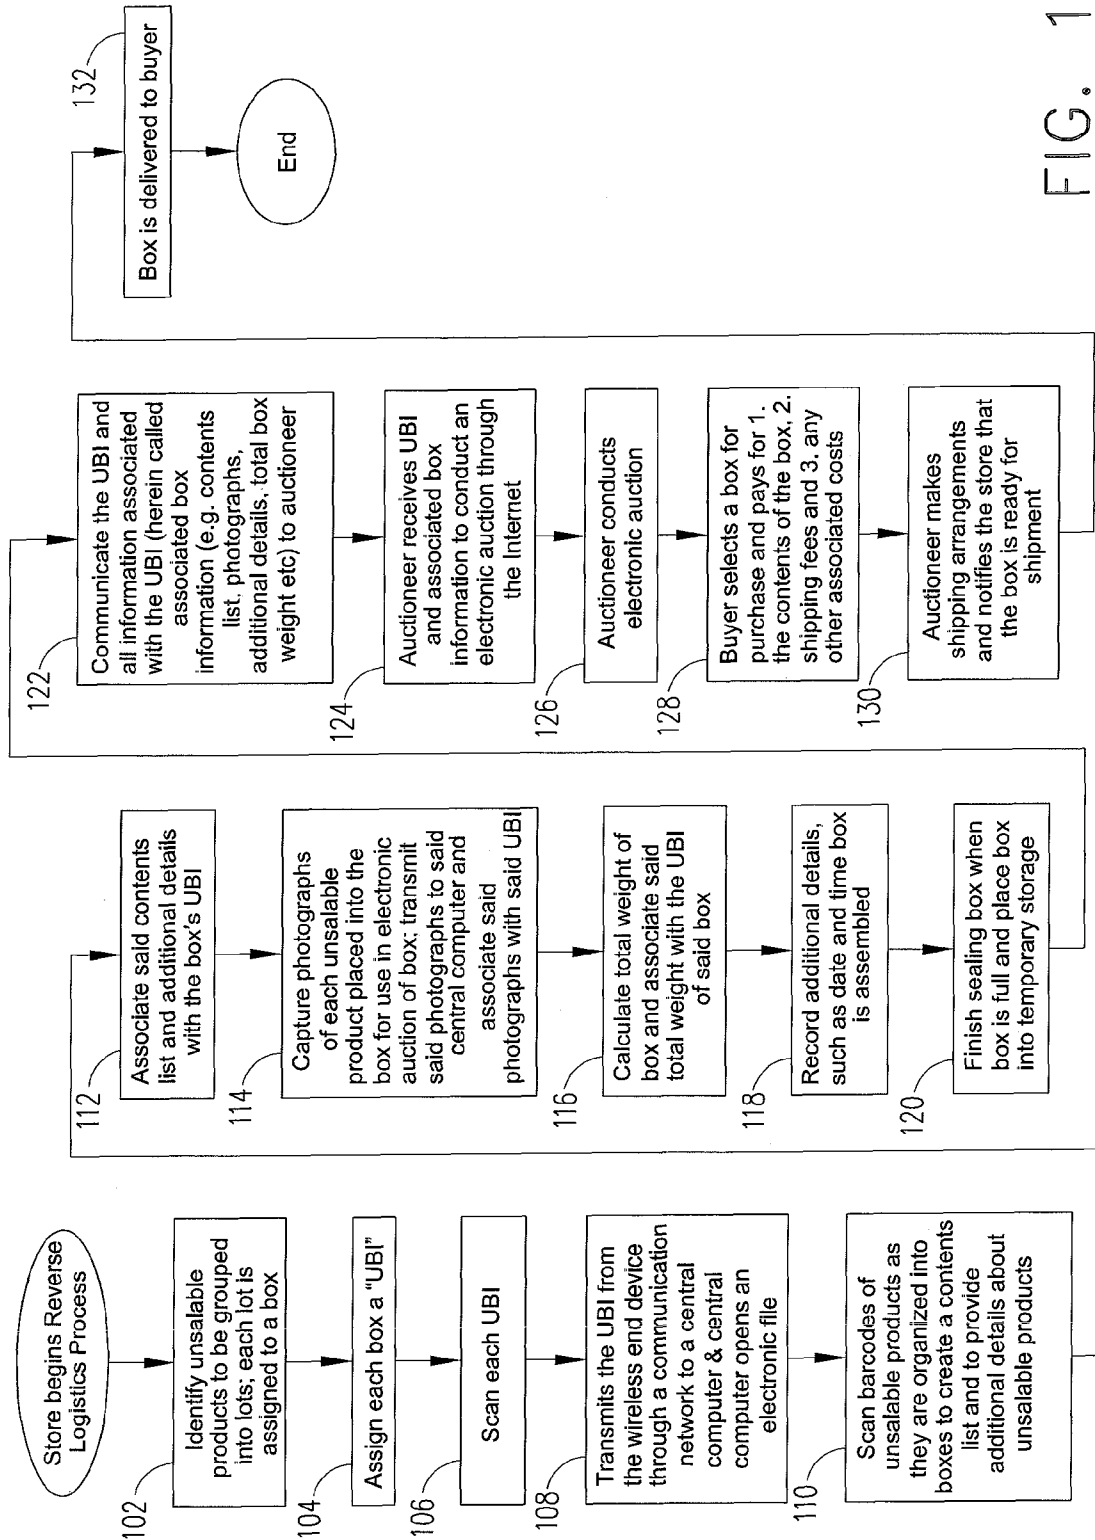 Store begins Reverse
Logistics Process
102
Identify unsalable
products to be grouped
into lots; each lot is
assigned to a box
104
Assign each box a “UBI”
106
Scan each UBI
108
Transmits the UBI from
the wireless end device
through a communication
network to a central
computer & central
computer opens an
electronic file
110
Scan barcodes of
unsalable products as
they are organized into
boxes to create a contents
list and to provide
additional details about
unsalable products
112
Associate said contents
list and additional details
with the box's UBI
114
Capture photographs
of each unsalable
product placed into the
box for use in electronic
auction of box; transmit
said photographs to said
central computer and
associate said
photographs with said UBI
116
Calculate total weight of
box and associate said
total weight with the UBI
of said box
118
Record additional details,
such as date and time box
is assembled
120
Finish sealing box when
box is full and place box
into temporary storage
122
Communicate the UBI and
all information associated
with the UBI (herein called
associated box
information (e.g. contents
list, photographs,
additional details, total box
weight etc) to auctioneer
124
Auctioneer receives UBI
and associated box
information to conduct an
electronic auction through
the Internet
126
Auctioneer conducts
electronic auction
128
Buyer selects a box for
purchase and pays for 1.
the contents of the box, 2.
shipping fees and 3. any
other associated costs
130
Auctioneer makes
shipping arrangements
and notifies the store that
the box is ready for
shipment
132
Box is delivered to buyer
End
FIG. 1